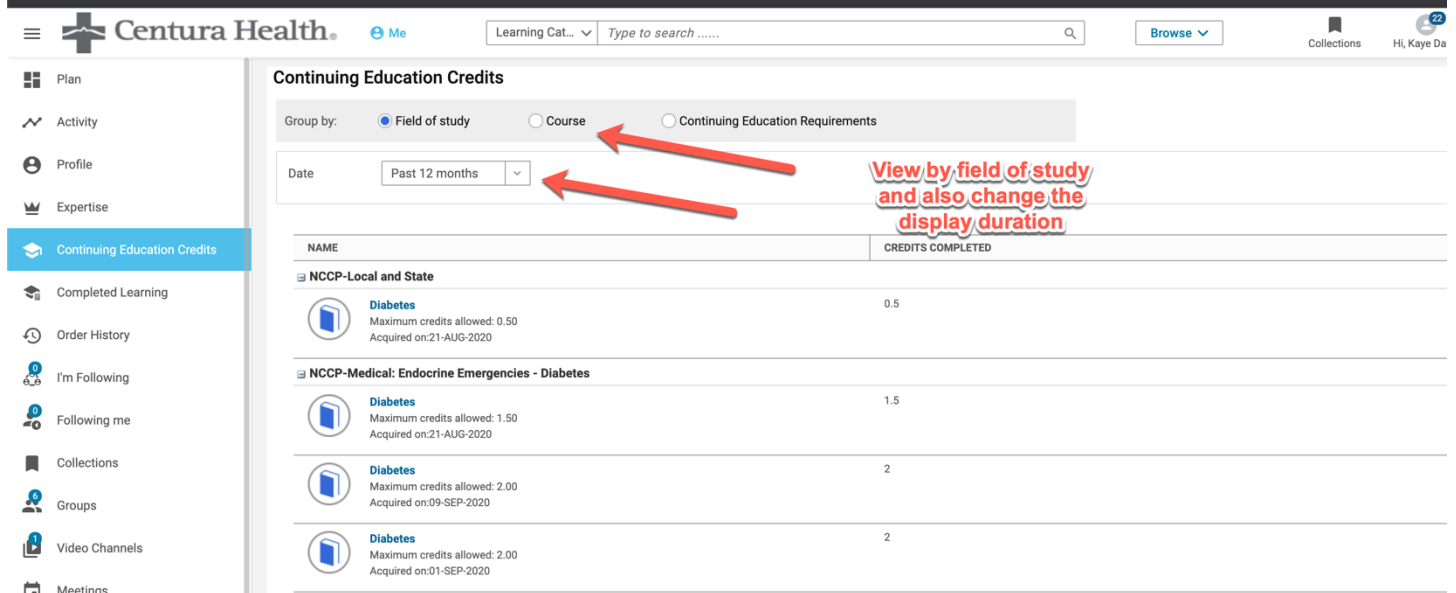 Centura Health®
Me
Learning Cat...
Type to search ......
Browse
Collections
22
Hi, Kaye Da
Plan
Activity
Profile
Expertise
Continuing Education Credits
Completed Learning
Order History
0
I'm Following
0
Following me
Collections
6
Groups
1
Video Channels
Meetings
Continuing Education Credits
Group by:
Field of study
Course
Continuing Education Requirements
Date
Past 12 months
View by field of study
and also change the
display duration
NAME
CREDITS COMPLETED
NCCP-Local and State
Diabetes
0.5
Maximum credits allowed: 0.50
Acquired on:21-AUG-2020
NCCP-Medical: Endocrine Emergencies - Diabetes
Diabetes
1.5
Maximum credits allowed: 1.50
Acquired on:21-AUG-2020
Diabetes
2
Maximum credits allowed: 2.00
Acquired on:09-SEP-2020
Diabetes
2
Maximum credits allowed: 2.00
Acquired on:01-SEP-2020